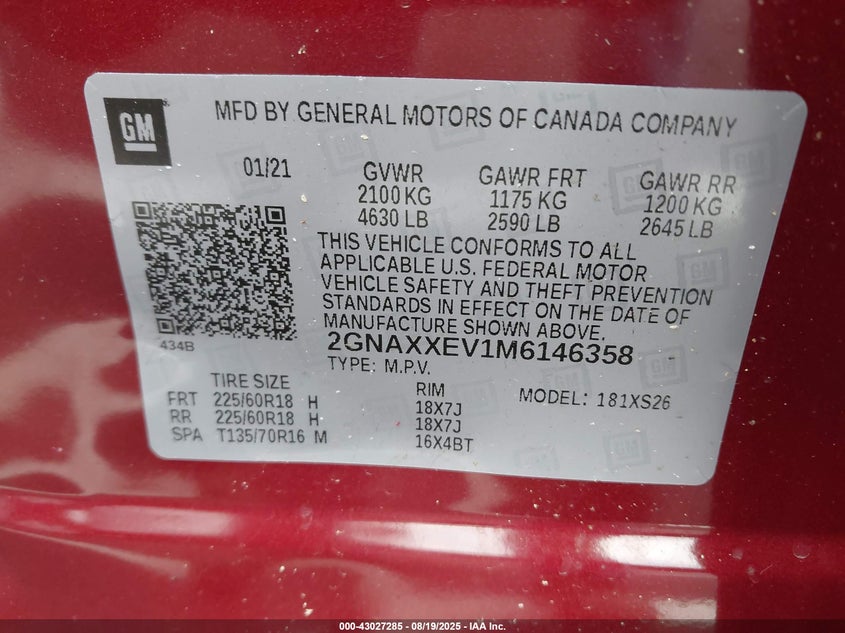 GM
MFD BY GENERAL MOTORS OF CANADA COMPANY
01/21
GVWR
2100 KG
4630 LB
GAWR FRT
1175 KG
2590 LB
GAWR RR
1200 KG
2645 LB
THIS VEHICLE CONFORMS TO ALL
APPLICABLE U.S. FEDERAL MOTOR
VEHICLE SAFETY AND THEFT PREVENTION
STANDARDS IN EFFECT ON THE DATE OF
MANUFACTURE SHOWN ABOVE.
434B
2GNAXXEV1M6146358
TYPE: M.P.V.
TIRE SIZE
RIM
MODEL: 181XS26
FRT 225/60R18 H 18X7J
RR 225/60R18 H 18X7J
SPA T135/70R16 M 16X4BT
000-43027285 - 08/19/2025 - IAA Inc.